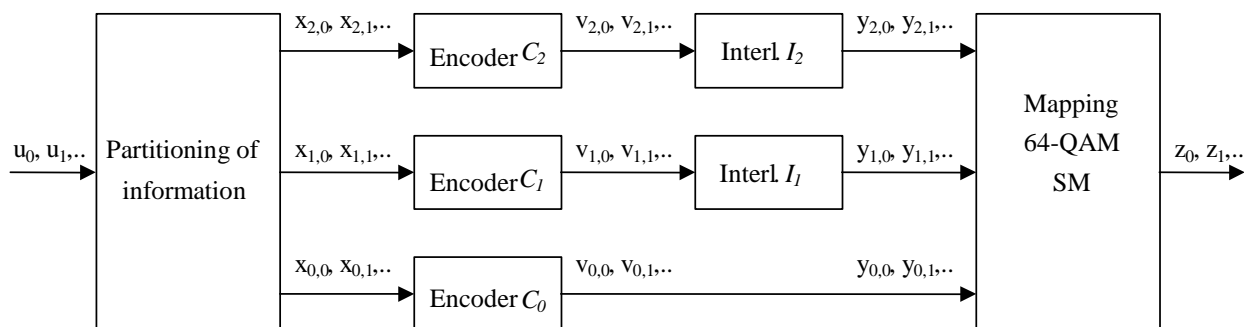 x2,0, x2,1,.. v2,0, v2,1,.. y2,0, y2,1,..
Encoder C2 Interl. I2
Mapping
64-QAM
SM
u0, u1,.. Partitioning of
information
x1,0, x1,1,.. v1,0, v1,1,.. y1,0, y1,1,.. z0, z1,..
Encoder C1 Interl. I1
x0,0, x0,1,.. v0,0, v0,1,.. y0,0, y0,1,..
Encoder C0